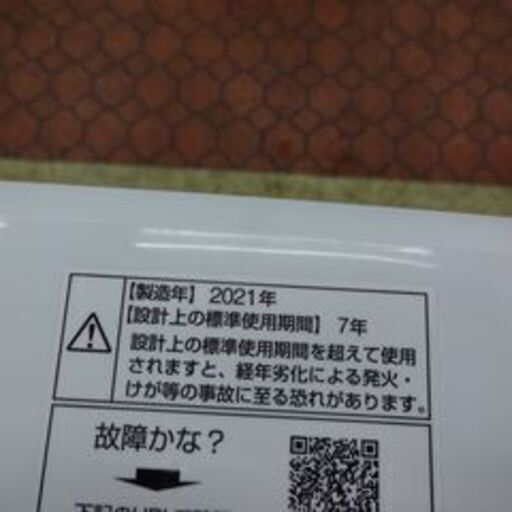 【製造年】2021年
【設計上の標準使用期間】7年
設計上の標準使用期間を超えて使用
されますと、経年劣化による発火・
けが等の事故に至る恐れがあります。
故障かな？